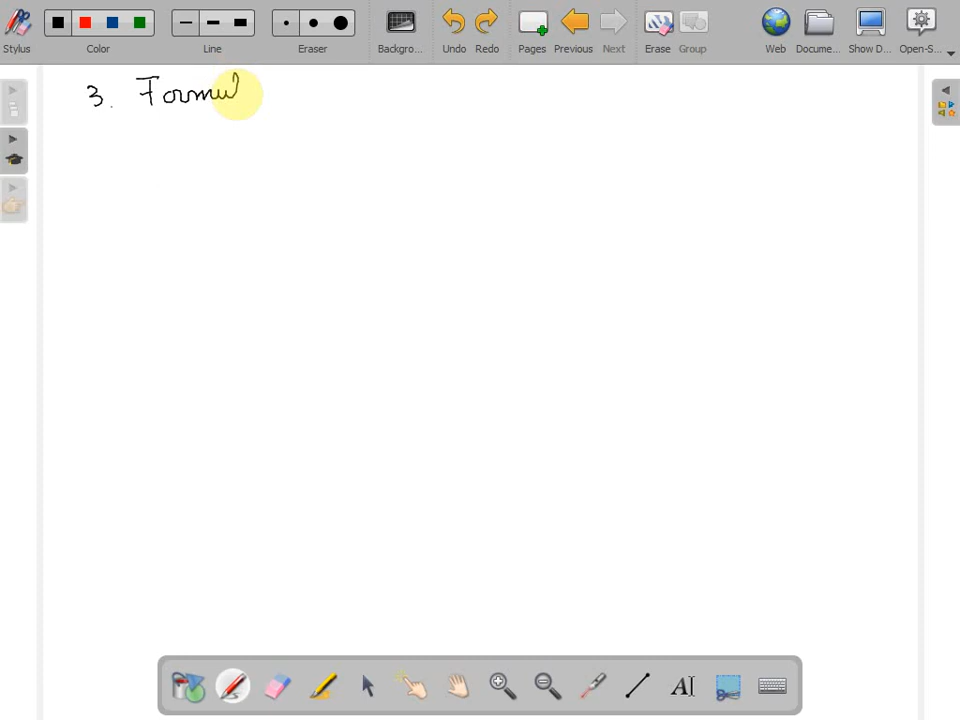 Stylus
Color
Line
Eraser
Backgro...
Undo
Redo
Pages
Previous
Next
Erase
Group
Web
Docume...
Show D...
Open-S...
3. Formul